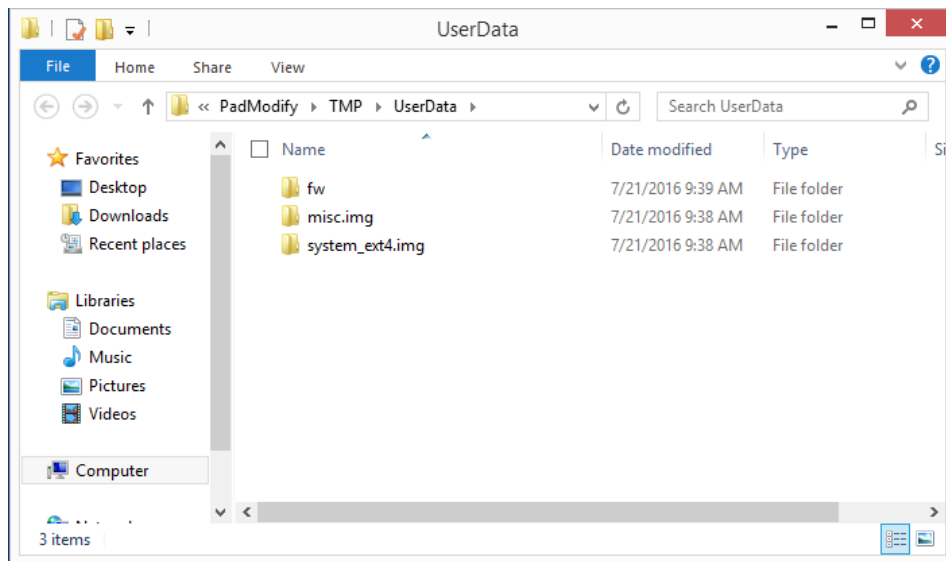 UserData
File Home Share View
« PadModify TMP UserData Search UserData
Favorites
Desktop
Downloads
Recent places
Libraries
Documents
Music
Pictures
Videos
Computer
Name Date modified Type Si
fw 7/21/2016 9:39 AM File folder
misc.img 7/21/2016 9:38 AM File folder
system_ext4.img 7/21/2016 9:38 AM File folder
3 items